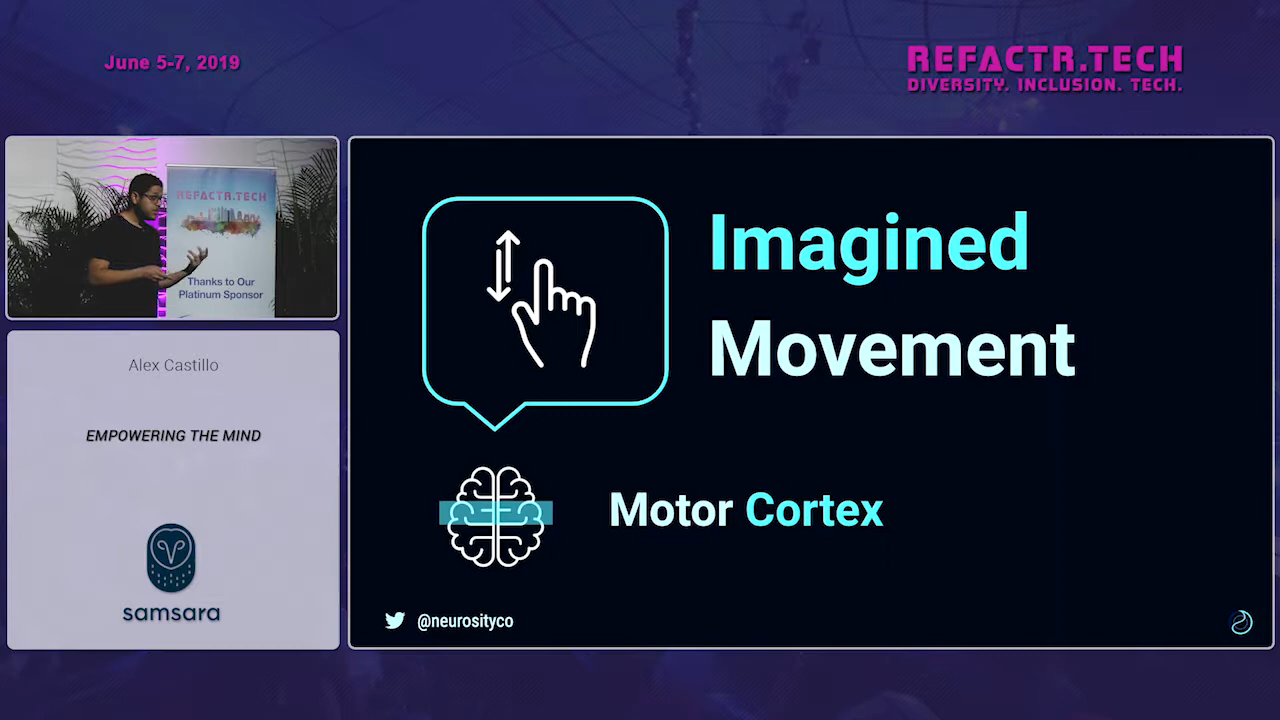 June 5-7, 2019
REFACTR.TECH
DIVERSITY. INCLUSION. TECH.
REFACTR.TECH
Thanks to Our
Platinum Sponsor
Alex Castillo
EMPOWERING THE MIND
samsara
Imagined
Movement
Motor Cortex
@neurosityco